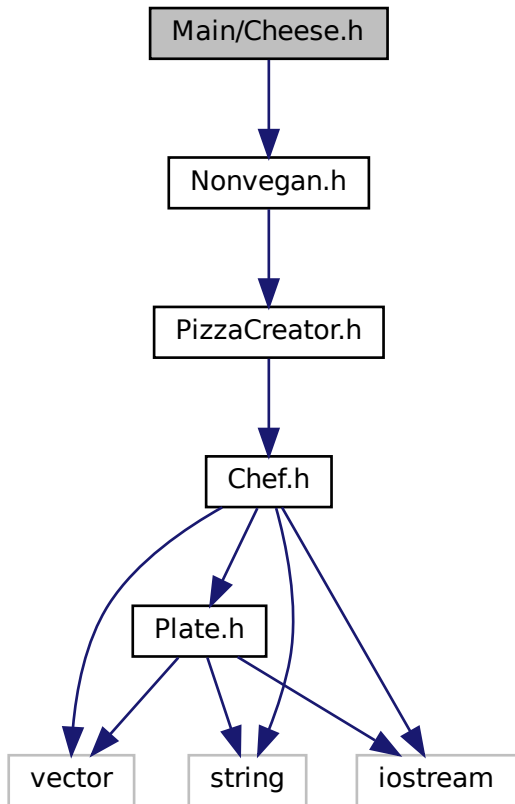 Main/Cheese.h
Nonvegan.h
PizzaCreator.h
Chef.h
Plate.h
vector
string
iostream